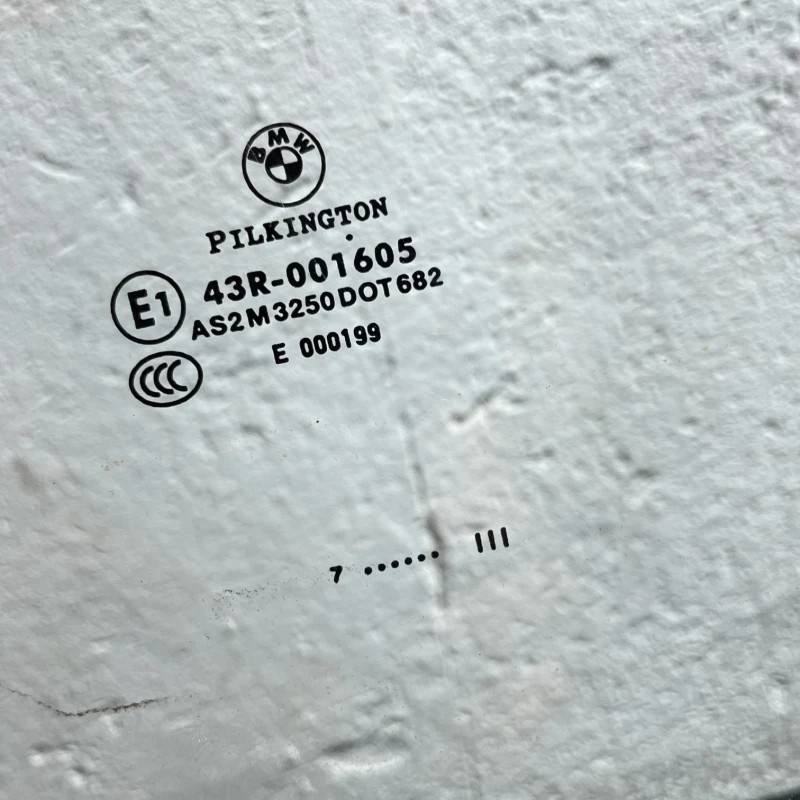 BMW
PILKINGTON
E1 43R-001605
AS2 M3250 DOT 682
CCC E 000199
7 ...... III